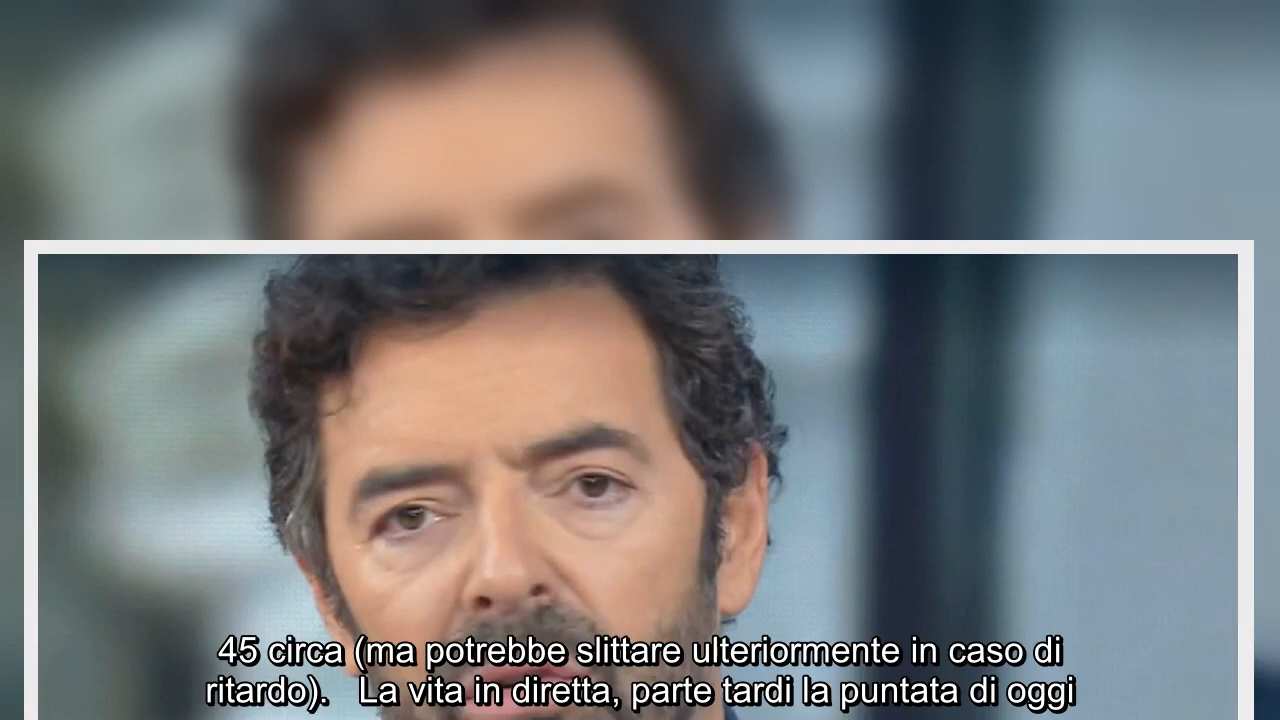 45 circa (ma potrebbe slittare ulteriormente in caso di
ritardo). La vita in diretta, parte tardi la puntata di oggi